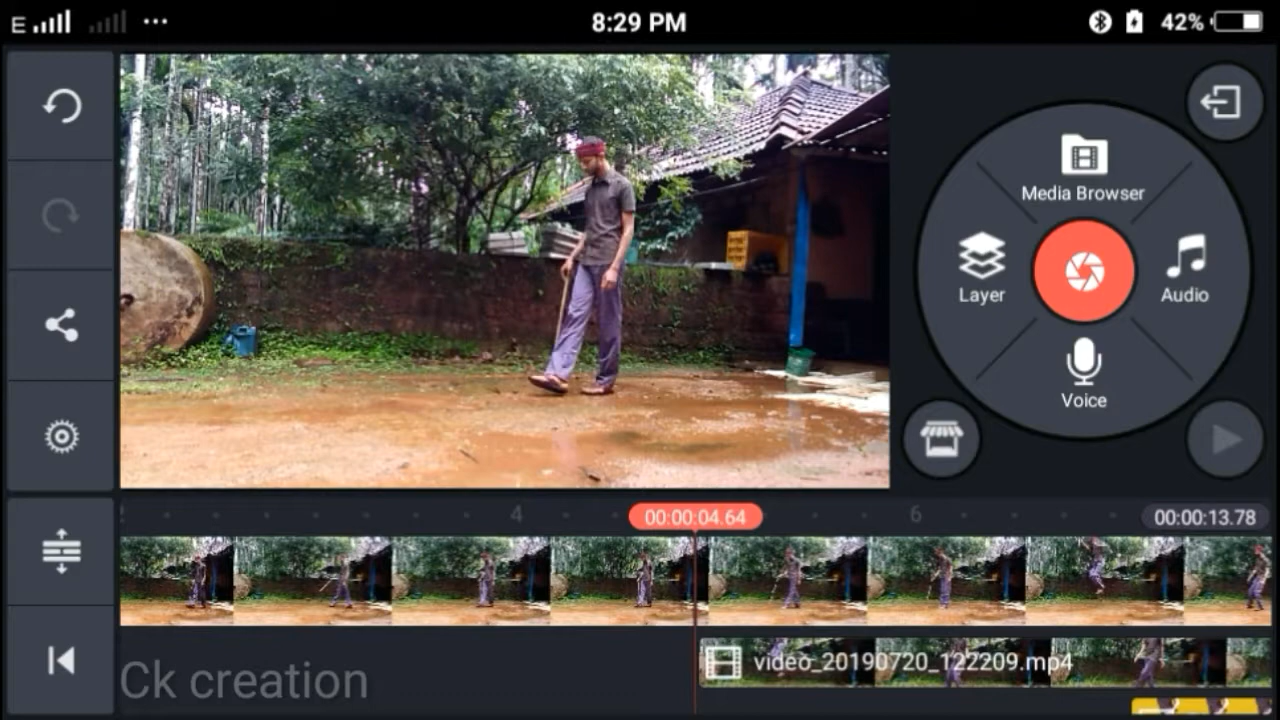 E 8:29 PM 42%
Media Browser
Layer
Audio
Voice
4 00:00:04.64 6 00:00:13.78
video_20190720_122209.mp4
Ck creation